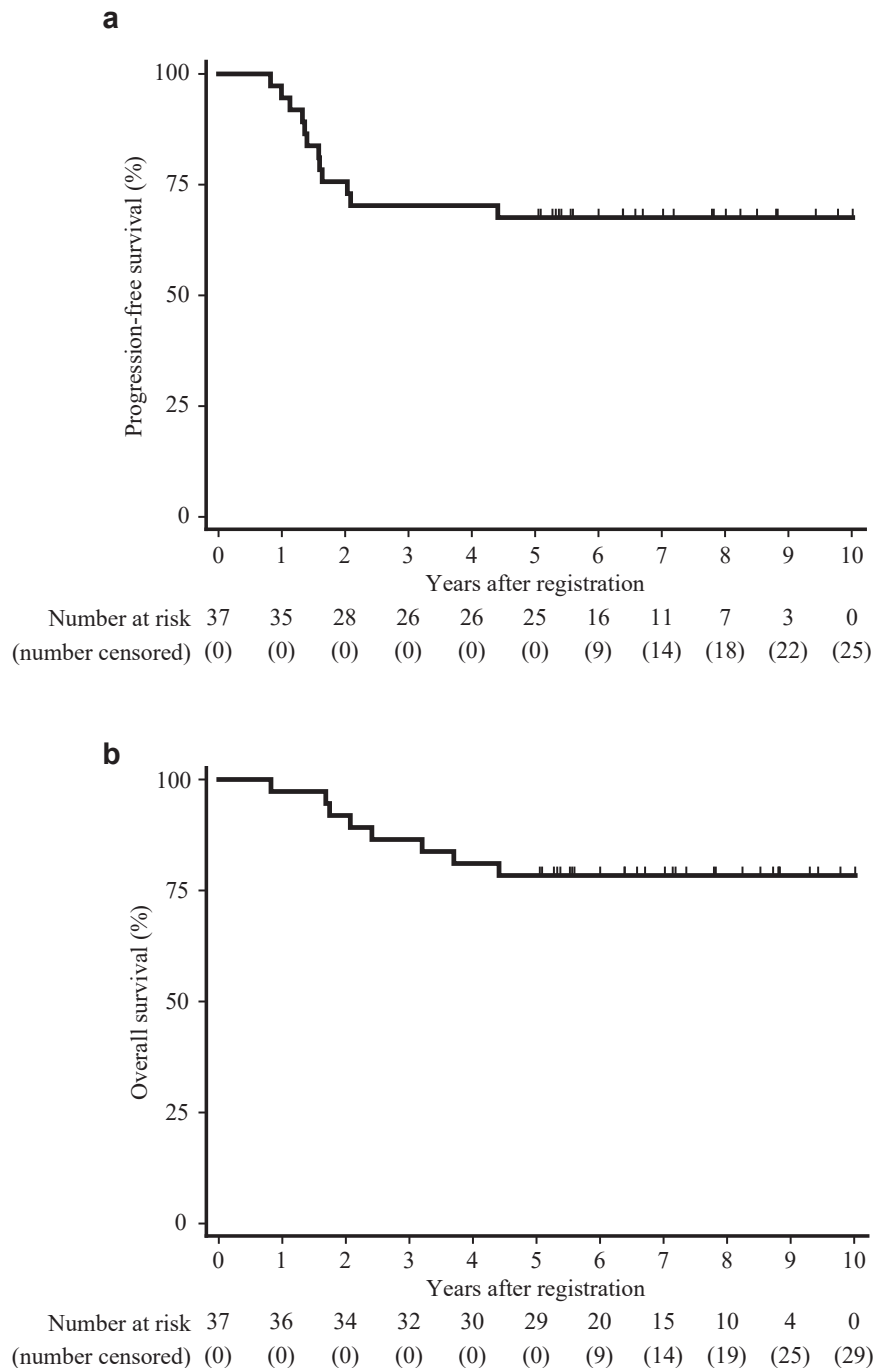 a
Progression-free survival (%)
100
75
50
25
0
0 1 2 3 4 5 6 7 8 9 10
Years after registration
Number at risk 37 35 28 26 26 25 16 11 7 3 0
(number censored) (0) (0) (0) (0) (0) (0) (9) (14) (18) (22) (25)
b
Overall survival (%)
100
75
50
25
0
0 1 2 3 4 5 6 7 8 9 10
Years after registration
Number at risk 37 36 34 32 30 29 20 15 10 4 0
(number censored) (0) (0) (0) (0) (0) (0) (9) (14) (19) (25) (29)